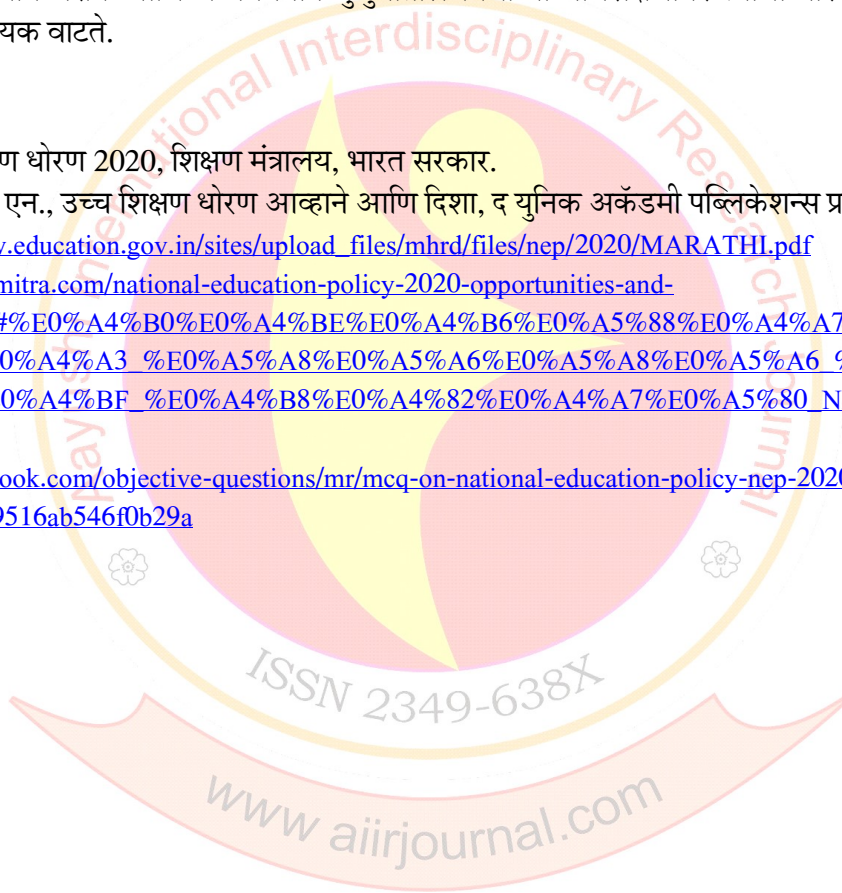 यक वाटते.
ण धोरण 2020, शिक्षण मंत्रालय, भारत सरकार.
एन., उच्च शिक्षण धोरण आव्हाने आणि दिशा, द युनिक अकॅडमी पब्लिकेशन्स प्र
v.education.gov.in/sites/upload_files/mhrd/files/nep/2020/MARATHI.pdf
mitra.com/national-education-policy-2020-opportunities-and-
#%E0%A4%B0%E0%A4%BE%E0%A4%B6%E0%A5%88%E0%A4%A7
0%A4%A3_%E0%A5%A8%E0%A5%A6%E0%A5%A8%E0%A5%A6_%
0%A4%BF_%E0%A4%B8%E0%A4%82%E0%A4%A7%E0%A5%80_N
ook.com/objective-questions/mr/mcq-on-national-education-policy-nep-2020
9516ab546f0b29a
Aayushi International Interdisciplinary Research Journal
ISSN 2349-638X
www aiirjournal.com